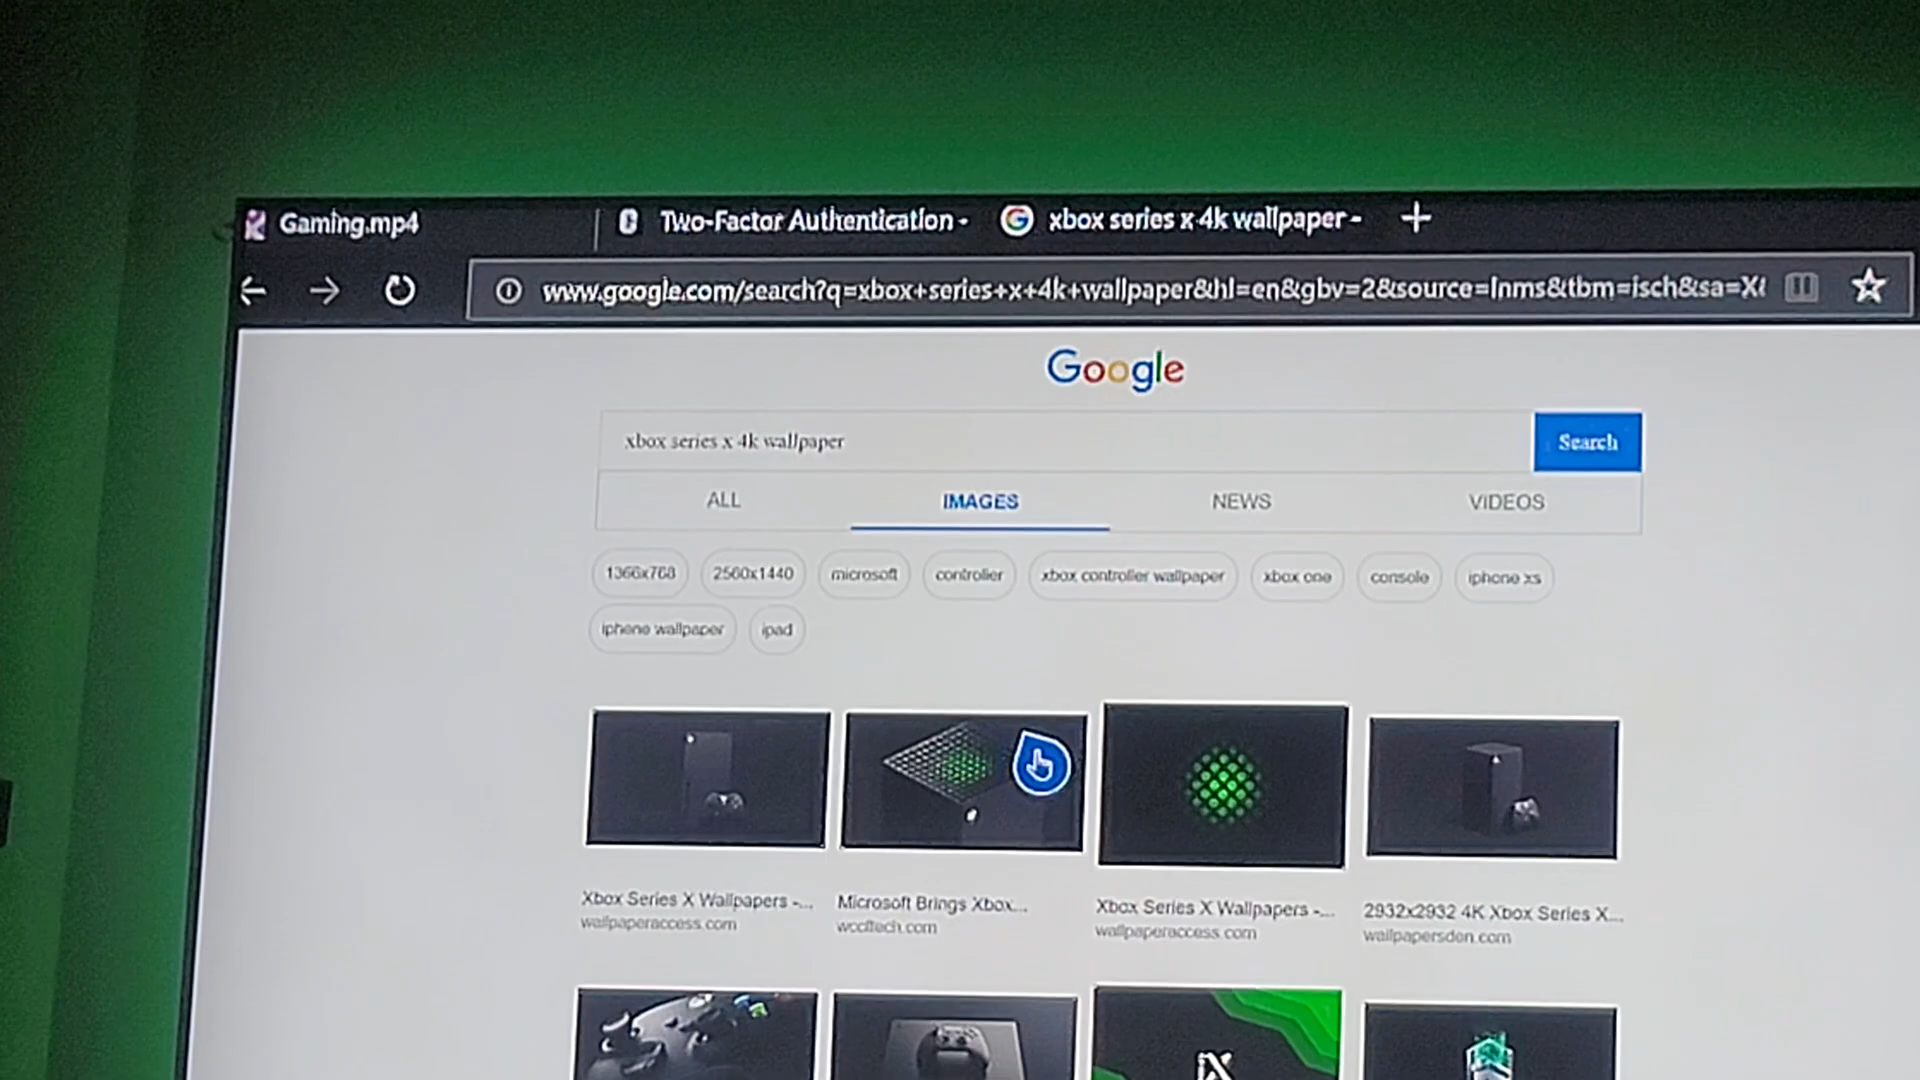 Gaming.mp4
Two-Factor Authentication -
xbox series x 4k wallpaper -
www.google.com/search?q=xbox+series+x+4k+wallpaper&hl=en&gbv=2&source=lnms&tbm=isch&sa=X
Google
xbox series x 4k wallpaper
Search
ALL IMAGES NEWS VIDEOS
1366x768 2560x1440 microsoft controller xbox controller wallpaper xbox one console iphone xs
iphone wallpaper ipad
Xbox Series X Wallpapers -...
wallpaperaccess.com
Microsoft Brings Xbox...
wccftech.com
Xbox Series X Wallpapers -...
wallpaperaccess.com
2932x2932 4K Xbox Series X...
wallpapersden.com